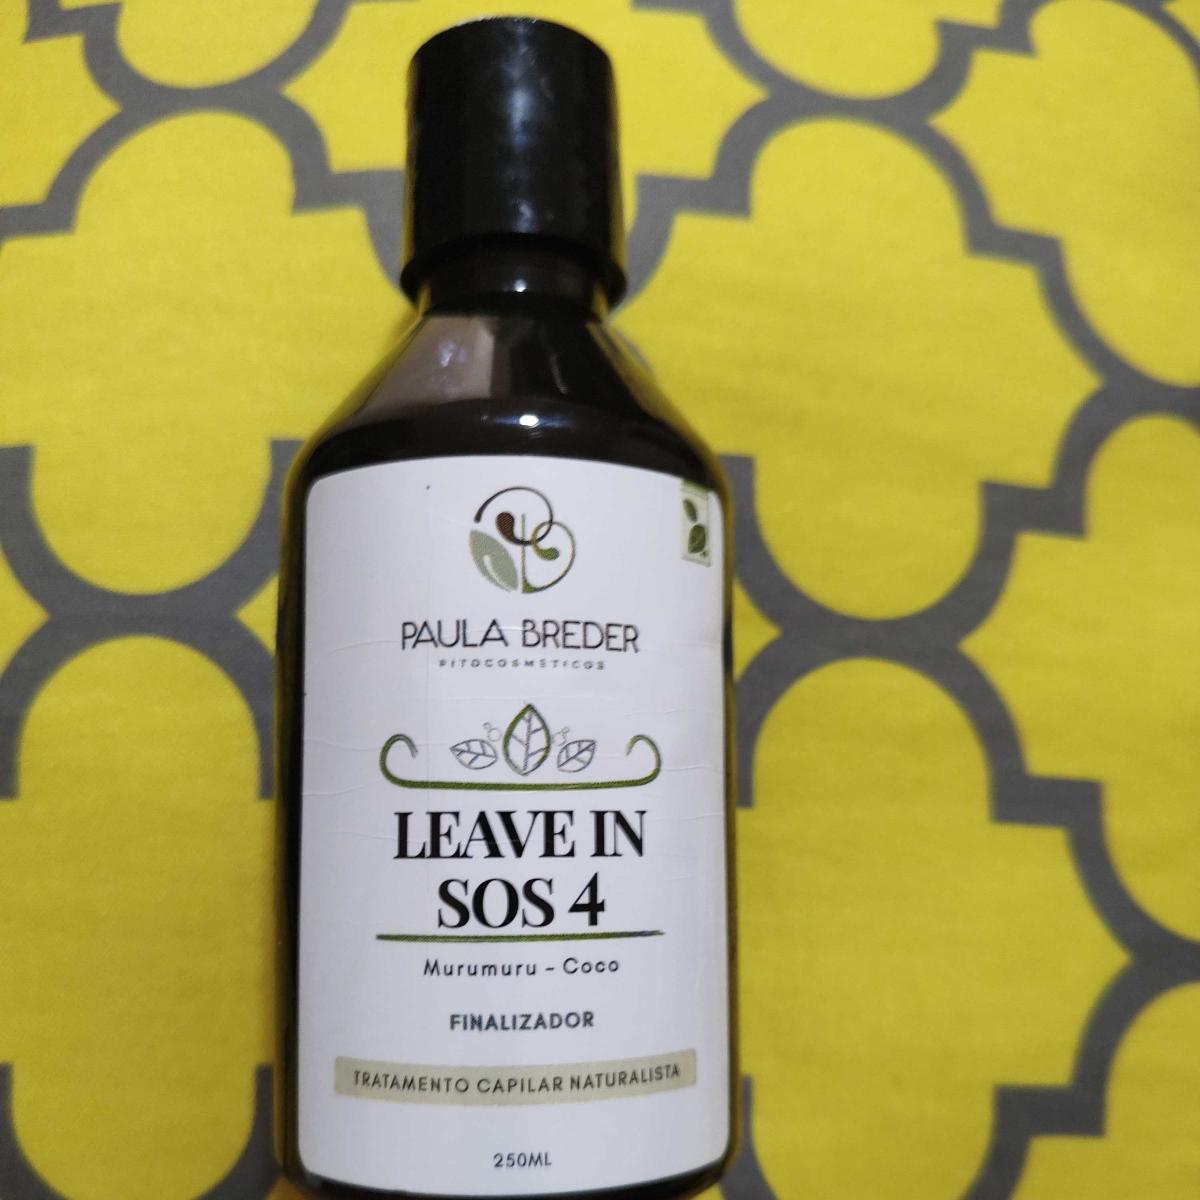 PAULA BREDER
FITOCOSMÉTICOS
LEAVE IN
SOS 4
Murumuru - Coco
FINALIZADOR
TRATAMENTO CAPILAR NATURALISTA
250ML